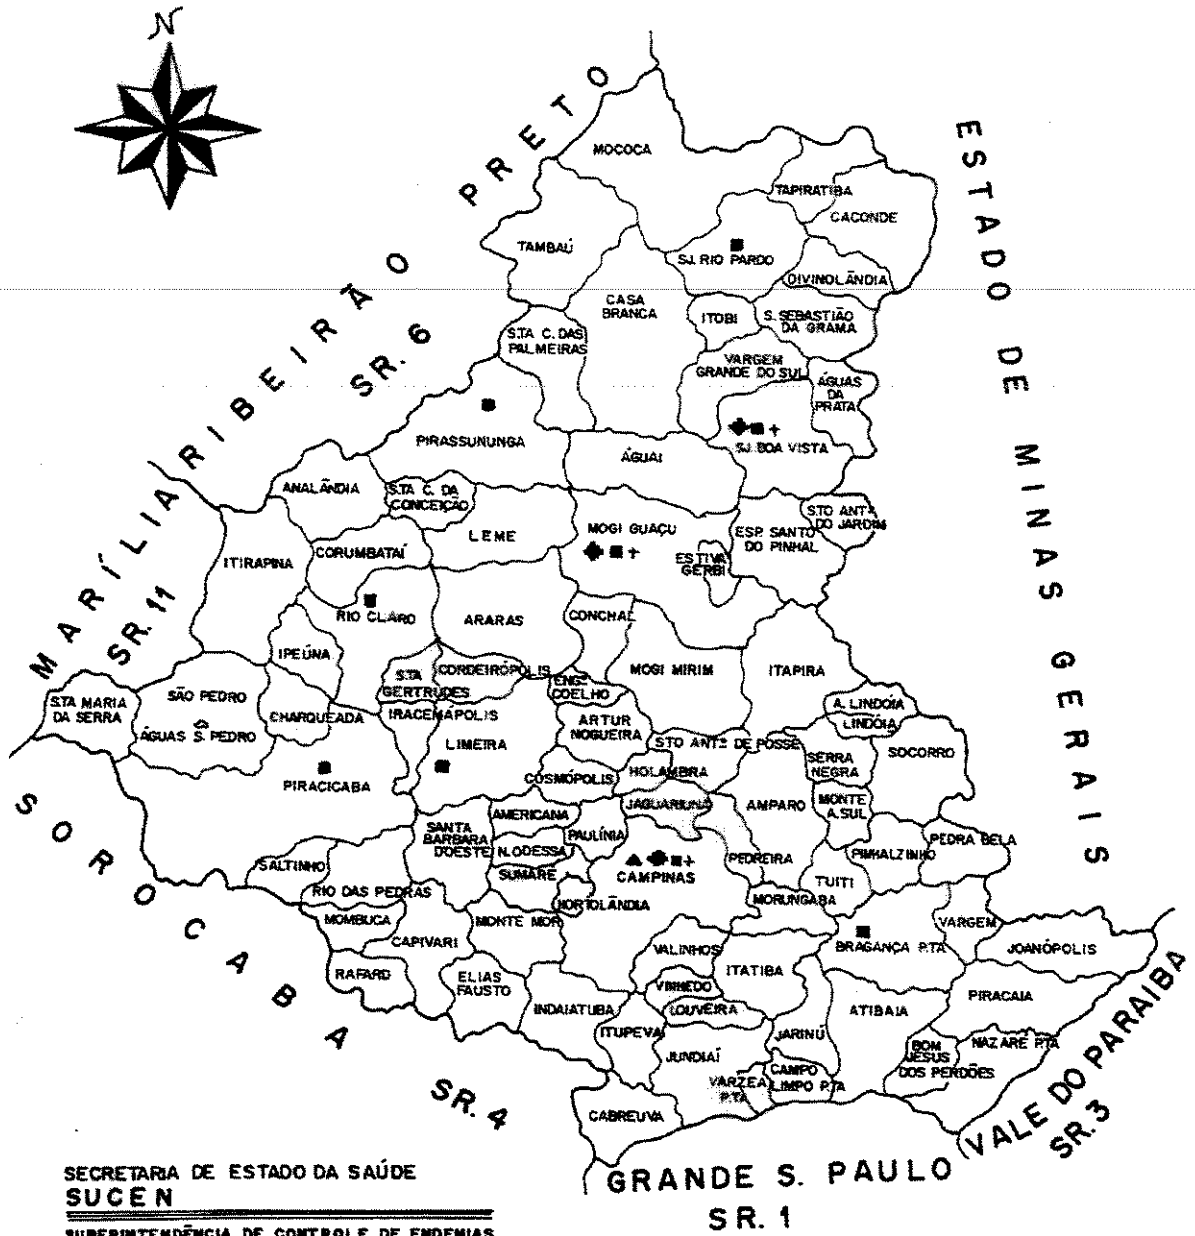 N
RIBEIRÃO PRETO
SR. 6
MARÍLIA
SR. 11
ESTADO DE MINAS GERAIS
MOCOCA
TAPIRATIBA
CACONDE
TAMBAÚ
SJ. RIO PARDO
DIVINOLÂNDIA
CASA
BRANCA
ITOBI
S. SEBASTIÃO
DA GRAMA
S.TA C. DAS
PALMEIRAS
VARGEM
GRANDE DO SUL
ÁGUAS
DA
PRATA
PIRASSUNUNGA
ÁGUAI
SJ. BOA VISTA
ANALÂNDIA
S.TA C. DA
CONCEIÇÃO
LEME
MOGI GUAÇU
ESTIVA
GERBI
ESP. SANTO
DO PINHAL
STO ANTº
DO JARDIM
ITIRAPINA
CORUMBATAÍ
RIO CLARO
ARARAS
CONCHAL
IPEÚNA
STA
GERTRUDES
CORDEIRÓPOLIS
ENGº
COELHO
MOGI MIRIM
ITAPIRA
STA MARIA
DA SERRA
SÃO PEDRO
ÁGUAS S. PEDRO
CHARQUEADA
IRACEMÁPOLIS
LIMEIRA
ARTUR
NOGUEIRA
A. LINDÓIA
LINDÓIA
SOCORRO
STO ANTº DE POSSE
SERRA
NEGRA
PIRACICABA
COSMÓPOLIS
HOLAMBRA
JAGUARIUNA
AMPARO
MONTE
A. SUL
AMERICANA
SANTA
BARBARA
D'OESTE
N. ODESSA
PAULÍNIA
PEDREIRA
PINHALZINHO
PEDRA BELA
SALTINHO
RIO DAS PEDRAS
SUMARÉ
CAMPINAS
HORTOLÂNDIA
MORUNGABA
TUITI
MOMBUCA
CAPIVARI
MONTE MOR
VALINHOS
BRAGANÇA P.TA
VARGEM
JOANÓPOLIS
RAFARD
ELIAS
FAUSTO
INDAIATUBA
VINHEDO
ITATIBA
LOUVEIRA
ITUPEVA
JUNDIAÍ
JARINÚ
ATIBAIA
PIRACAIA
NAZARÉ P.TA
BOM
JESUS
DOS PERDÕES
VARZEA
P.TA
CAMPO
LIMPO P.TA
CABREUVA
SOROCABA
SR. 4
GRANDE S. PAULO
SR. 1
VALE DO PARAIBA
SR. 3
SECRETARIA DE ESTADO DA SAÚDE
SUCEN
SUPERINTENDÊNCIA DE CONTROLE DE ENDEMIAS